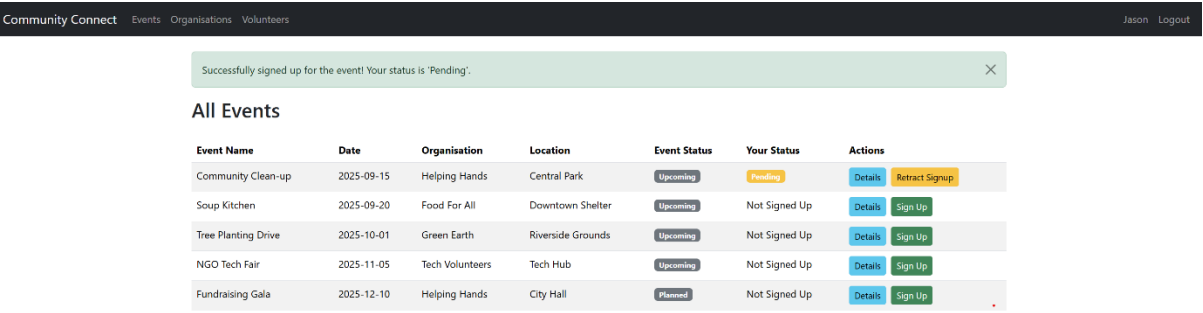 Community Connect Events Organisations Volunteers Jason Logout
Successfully signed up for the event! Your status is 'Pending'.
All Events
Event Name Date Organisation Location Event Status Your Status Actions
Community Clean-up 2025-09-15 Helping Hands Central Park Upcoming Pending Details Retract Signup
Soup Kitchen 2025-09-20 Food For All Downtown Shelter Upcoming Not Signed Up Details Sign Up
Tree Planting Drive 2025-10-01 Green Earth Riverside Grounds Upcoming Not Signed Up Details Sign Up
NGO Tech Fair 2025-11-05 Tech Volunteers Tech Hub Upcoming Not Signed Up Details Sign Up
Fundraising Gala 2025-12-10 Helping Hands City Hall Planned Not Signed Up Details Sign Up